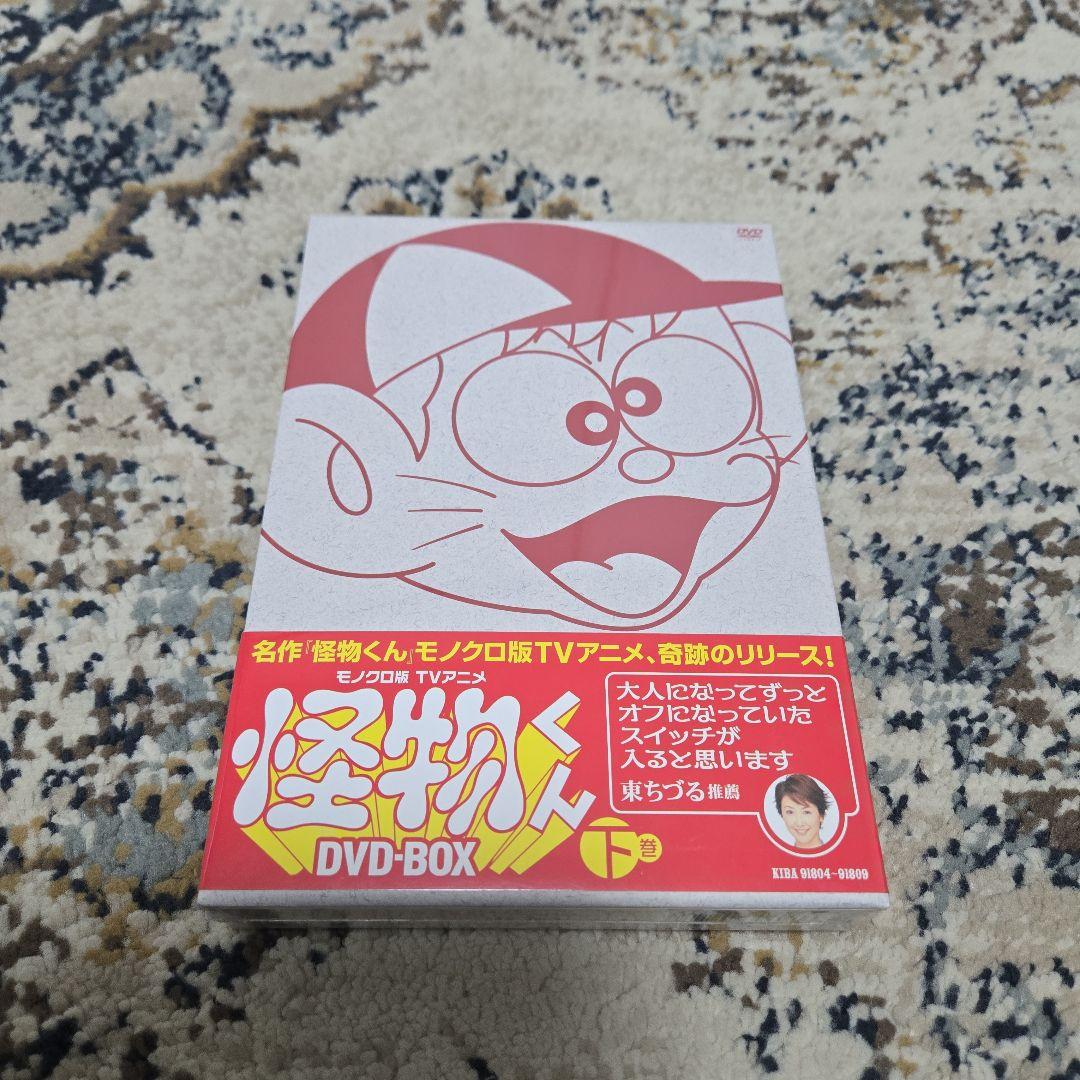 DVD
名作『怪物くん』モノクロ版TVアニメ、奇跡のリリース!
モノクロ版 TVアニメ
怪物くん
DVD-BOX
下巻
大人になってずっと
オフになっていた
スイッチが
入ると思います
東ちづる推薦
KIBA 91804~91809